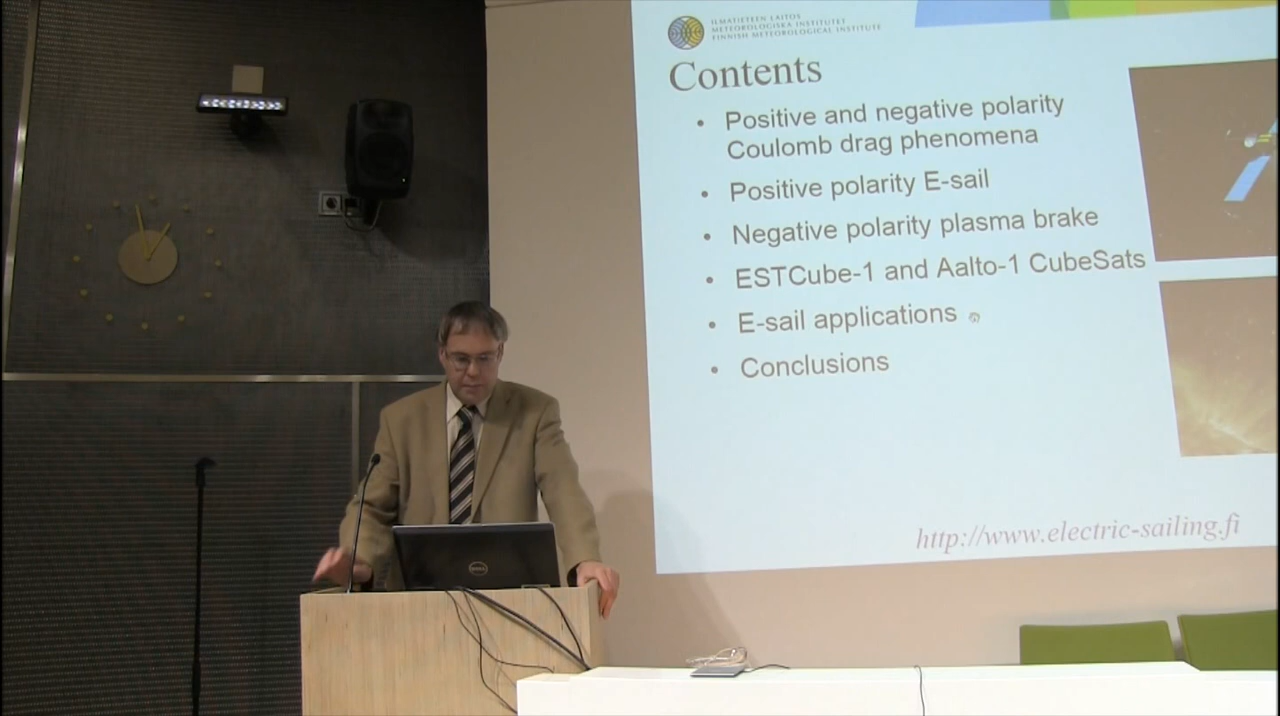 ILMATIETEEN LAITOS
METEOROLOGISKA INSTITUTET
FINNISH METEOROLOGICAL INSTITUTE
Contents
• Positive and negative polarity
Coulomb drag phenomena
• Positive polarity E-sail
• Negative polarity plasma brake
• ESTCube-1 and Aalto-1 CubeSats
• E-sail applications
• Conclusions
http://www.electric-sailing.fi
DELL